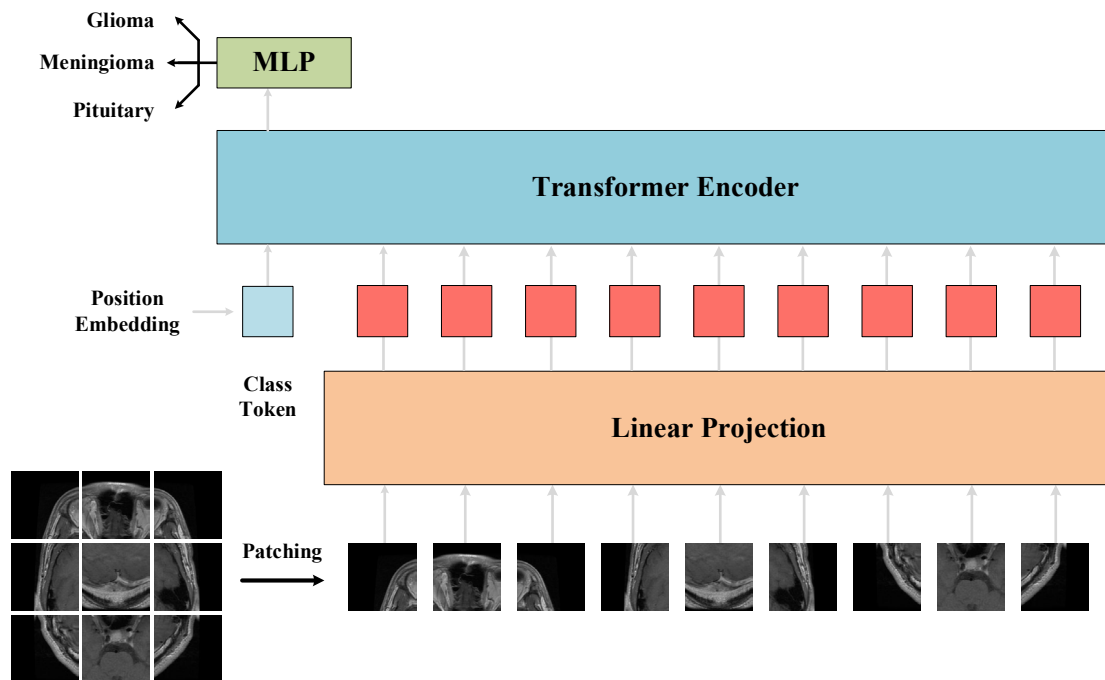 Glioma
Meningioma
Pituitary
MLP
Transformer Encoder
Position
Embedding
Class
Token
Linear Projection
Patching